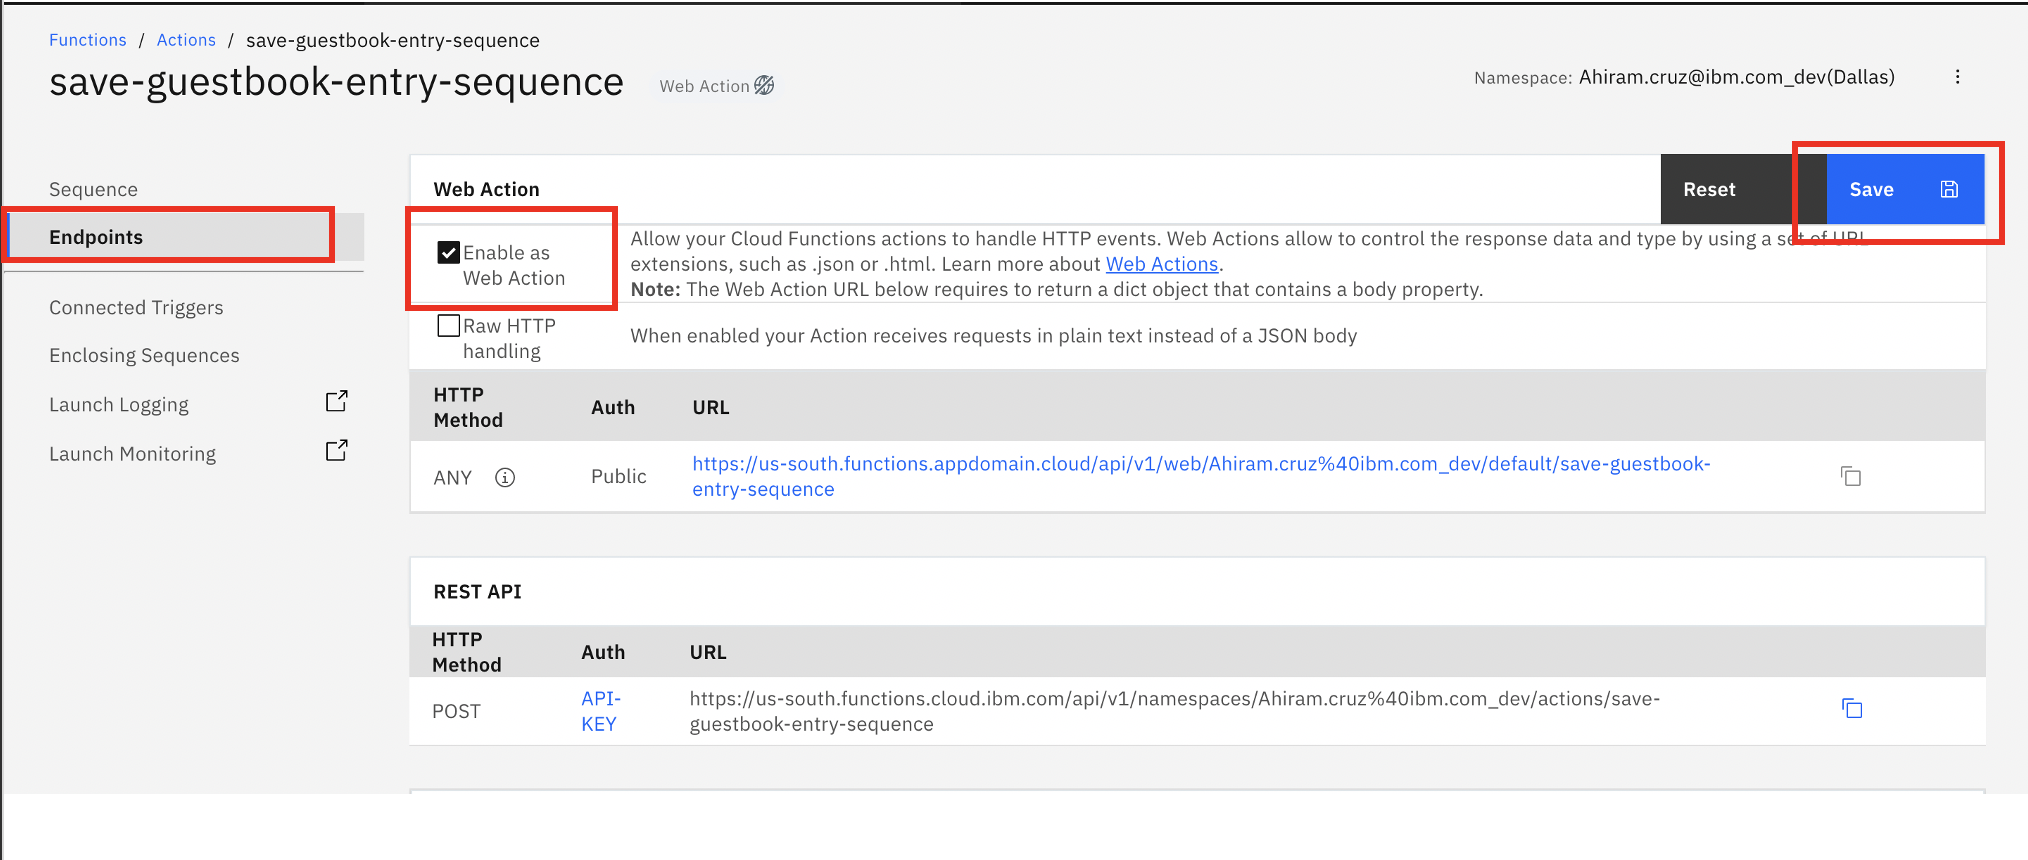 Functions / Actions / save-guestbook-entry-sequence
save-guestbook-entry-sequence
Web Action
Namespace: Ahiram.cruz@ibm.com_dev(Dallas)
Sequence
Endpoints
Connected Triggers
Enclosing Sequences
Launch Logging
Launch Monitoring
Web Action
Reset
Save
Enable as
Web Action
Allow your Cloud Functions actions to handle HTTP events. Web Actions allow to control the response data and type by using a set of URL
extensions, such as .json or .html. Learn more about Web Actions.
Note: The Web Action URL below requires to return a dict object that contains a body property.
Raw HTTP
handling
When enabled your Action receives requests in plain text instead of a JSON body
HTTP
Method
Auth
URL
ANY
Public
https://us-south.functions.appdomain.cloud/api/v1/web/Ahiram.cruz%40ibm.com_dev/default/save-guestbook-
entry-sequence
REST API
HTTP
Method
Auth
URL
POST
API-
KEY
https://us-south.functions.cloud.ibm.com/api/v1/namespaces/Ahiram.cruz%40ibm.com_dev/actions/save-
guestbook-entry-sequence